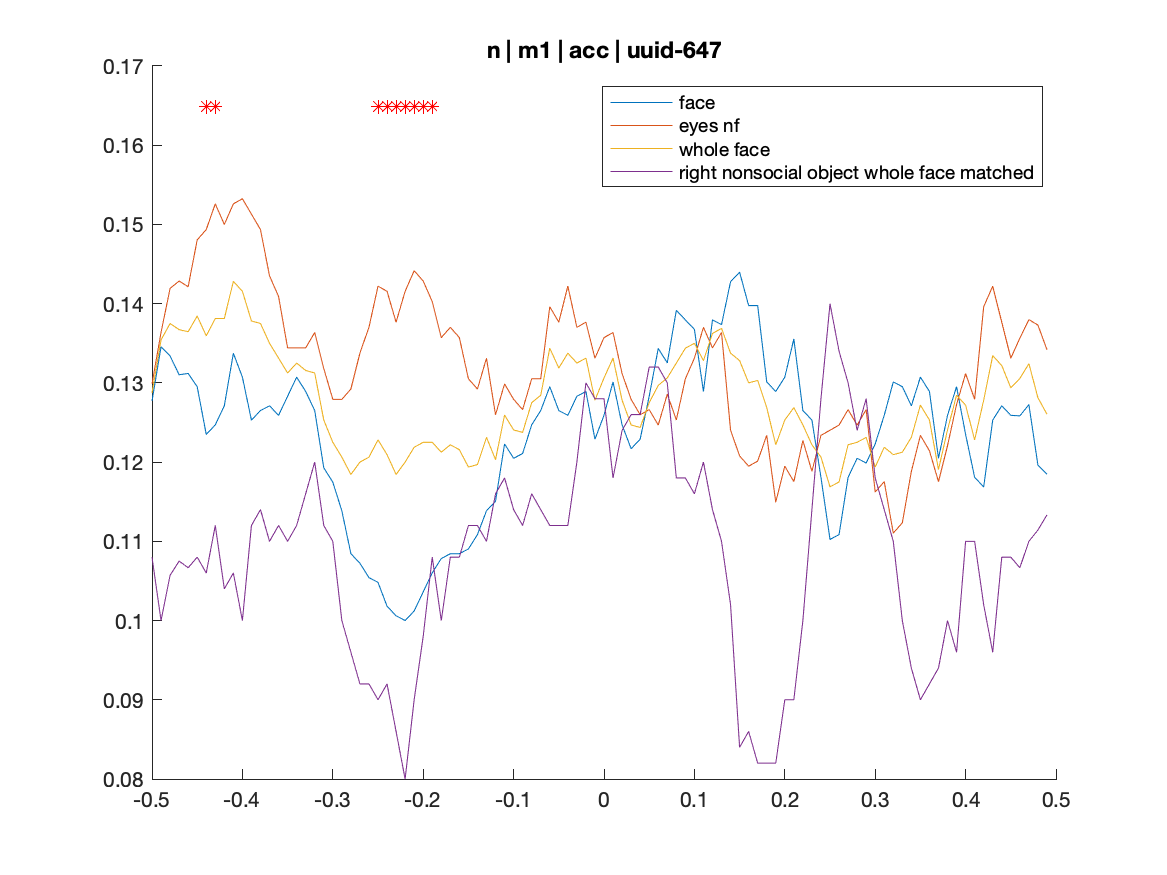 n | m1 | acc | uuid-647
0.17
0.16
0.15
0.14
0.13
0.12
0.11
0.1
0.09
0.08
face
eyes nf
whole face
right nonsocial object whole face matched
-0.5 -0.4 -0.3 -0.2 -0.1 0 0.1 0.2 0.3 0.4 0.5